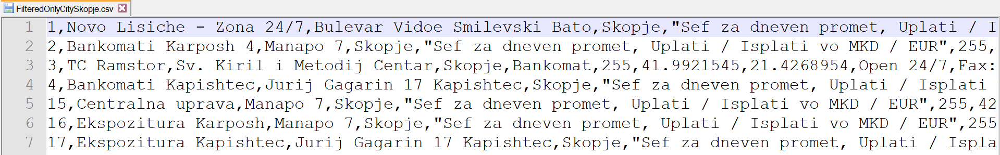 FilteredOnlyCitySkopje.csv
1 1,Novo Lisiche - Zona 24/7,Bulevar Vidoe Smilevski Bato,Skopje,"Sef za dneven promet, Uplati / I
2 2,Bankomati Karposh 4,Manapo 7,Skopje,"Sef za dneven promet, Uplati / Isplati vo MKD / EUR",255,
3 3,TC Ramstor,Sv. Kiril i Metodij Centar,Skopje,Bankomat,255,41.9921545,21.4268954,Open 24/7,Fax:
4 4,Bankomati Kapishtec,Jurij Gagarin 17 Kapishtec,Skopje,"Sef za dneven promet, Uplati / Isplati
5 15,Centralna uprava,Manapo 7,Skopje,"Sef za dneven promet, Uplati / Isplati vo MKD / EUR",255,42
6 16,Ekspozitura Karposh,Manapo 7,Skopje,"Sef za dneven promet, Uplati / Isplati vo MKD / EUR",255
7 17,Ekspozitura Kapishtec,Jurij Gagarin 17 Kapishtec,Skopje,"Sef za dneven promet, Uplati / Ispla